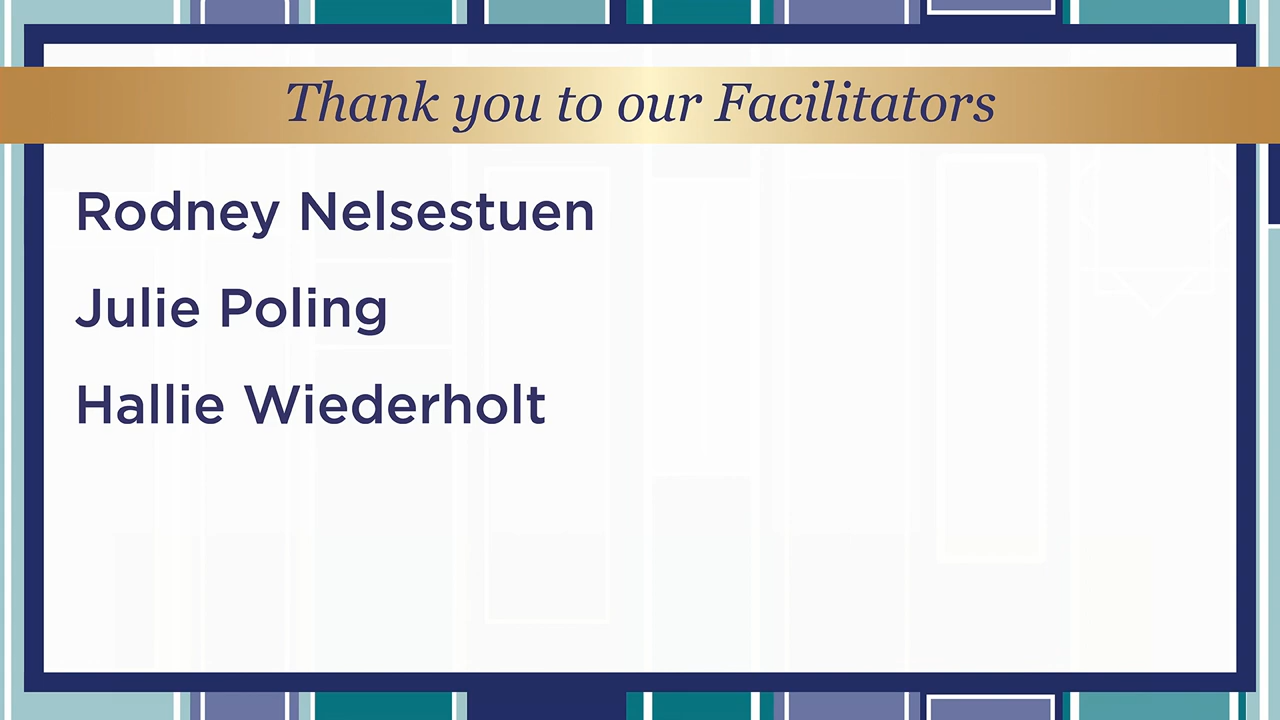 Thank you to our Facilitators
Rodney Nelsestuen
Julie Poling
Hallie Wiederholt